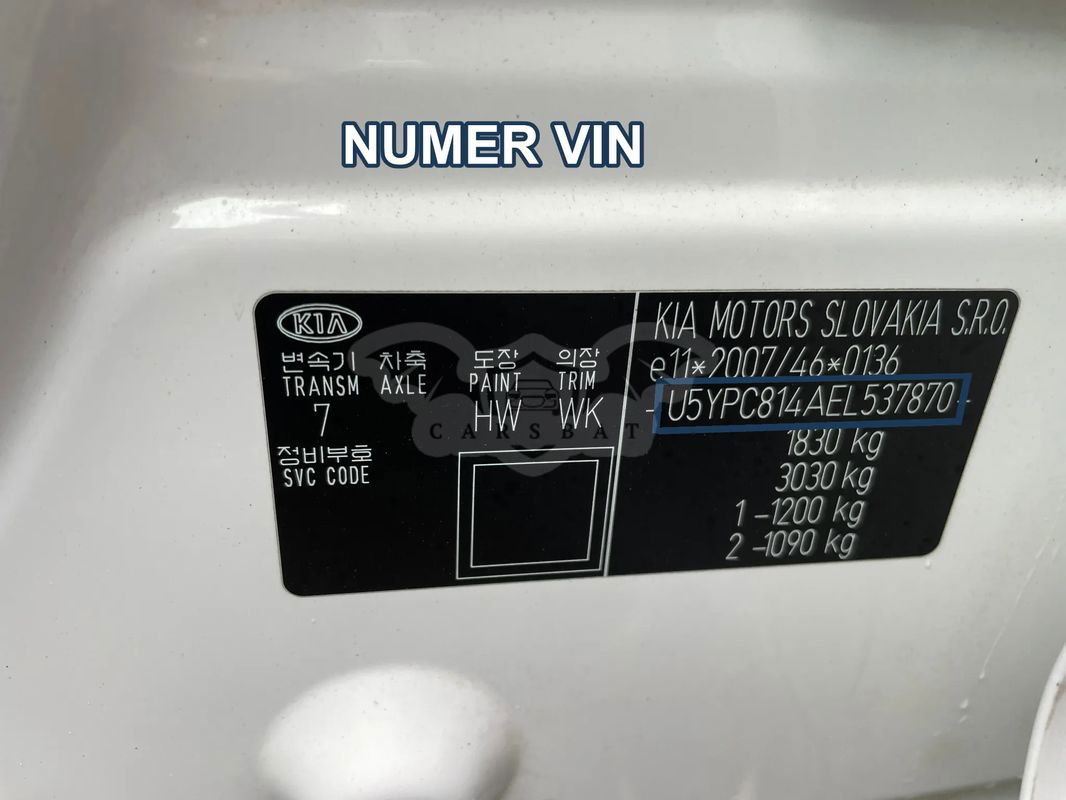 NUMER VIN
KIA
변속기 차축 도장 의장
TRANSM AXLE PAINT TRIM
7 HW WK
정비부호
SVC CODE
KIA MOTORS SLOVAKIA S.R.O.
e11*2007/46*0136
-U5YPC814AEL537870-
1830 kg
3030 kg
1 -1200 kg
2 -1090 kg
CARSBAT